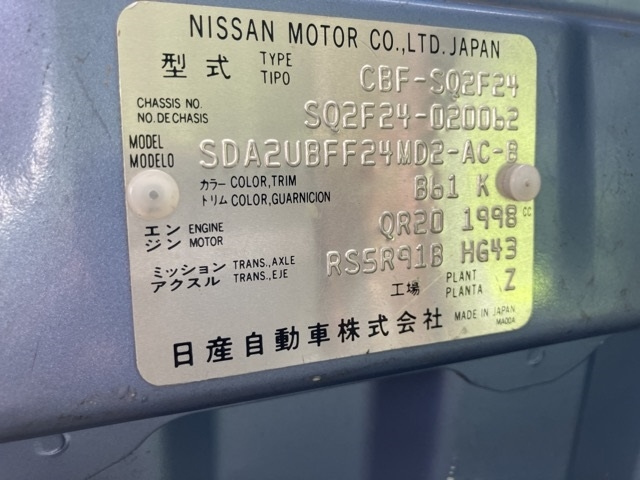 NISSAN MOTOR CO.,LTD. JAPAN
型式 TYPE TIPO CBF-SQ2F24
CHASSIS NO. NO. DE CHASIS SQ2F24-020062
MODEL MODELO SDA2UBFF24MD2-AC-B
カラー COLOR,TRIM トリム COLOR,GUARNICION B61 K
エンジン ENGINE MOTOR QR20 1998 cc
ミッション TRANS.,AXLE アクスル TRANS.,EJE RS5R91B HG43
工場 PLANT PLANTA Z
日産自動車株式会社 MADE IN JAPAN